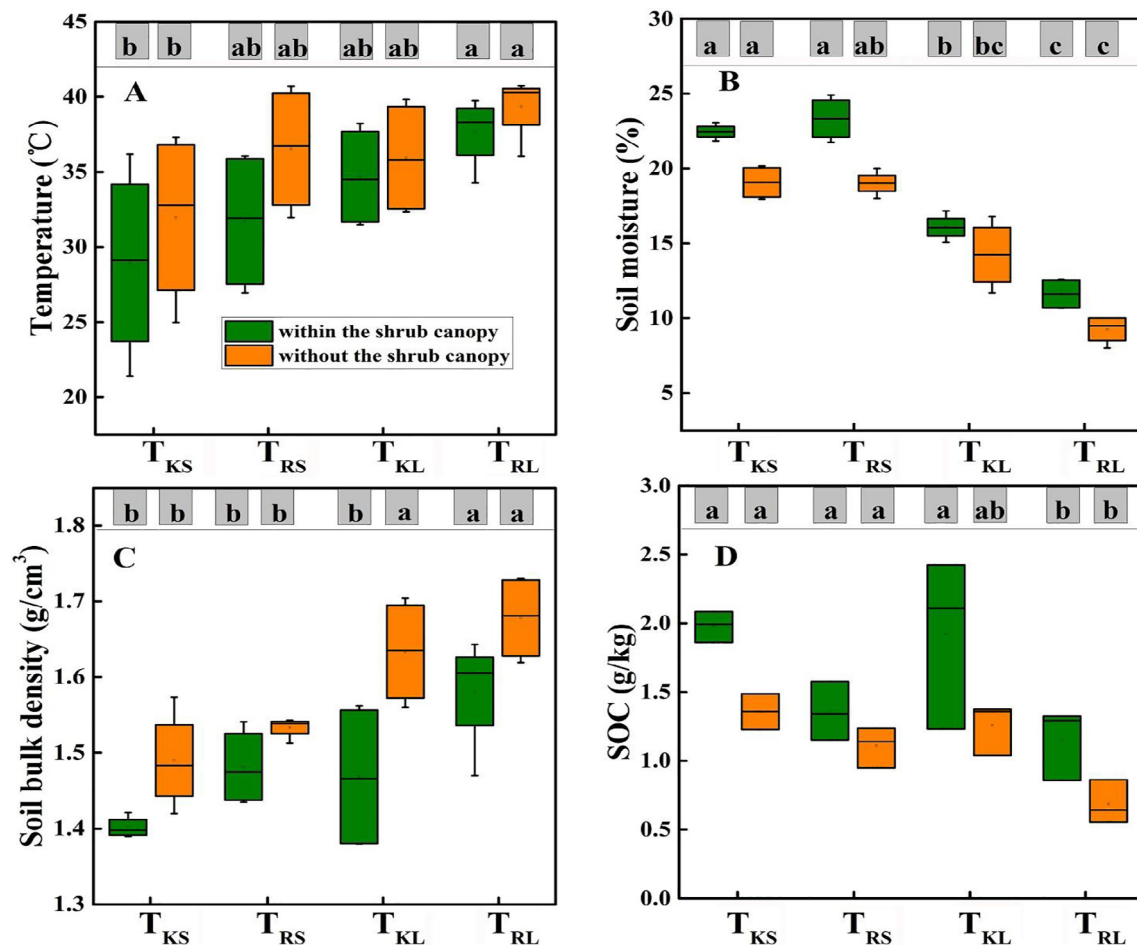 b b ab ab ab ab a a
A
Temperature (℃)
45
40
35
30
25
20
within the shrub canopy
without the shrub canopy
TKS TRS TKL TRL
a a a ab b bc c c
B
Soil moisture (%)
30
25
20
15
10
5
TKS TRS TKL TRL
b b b b b a a a
C
Soil bulk density (g/cm³)
1.8
1.7
1.6
1.5
1.4
1.3
TKS TRS TKL TRL
a a a a a ab b b
D
SOC (g/kg)
3.0
2.5
2.0
1.5
1.0
0.5
0.0
TKS TRS TKL TRL